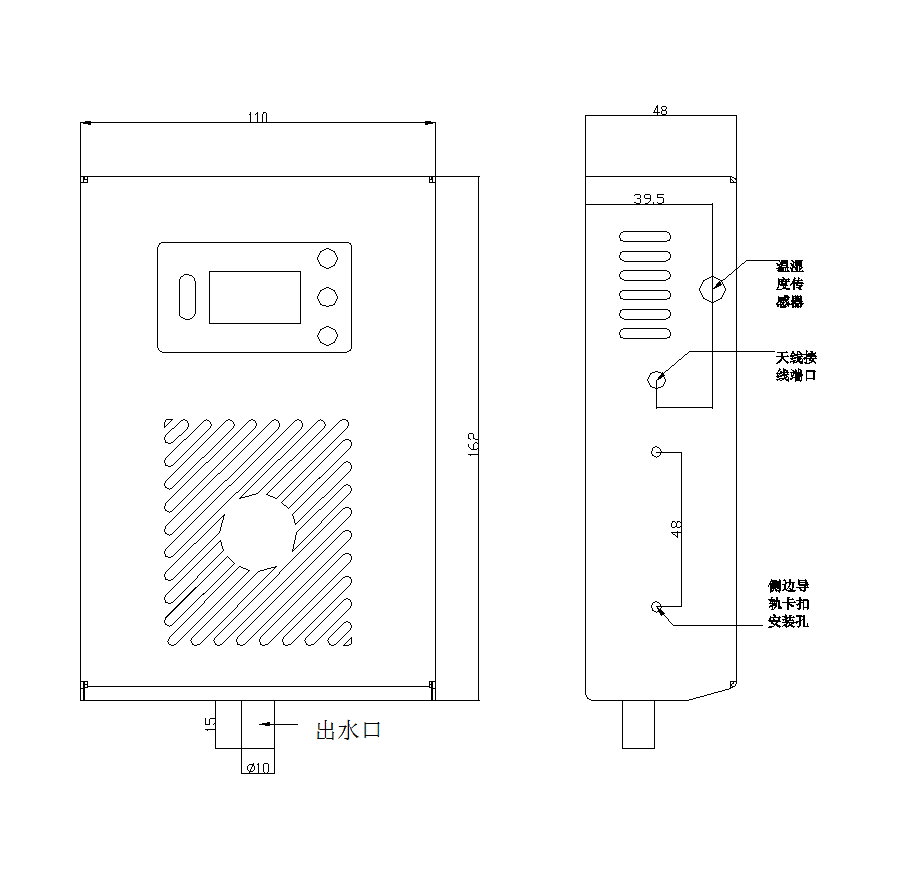 110
48
39.5
温湿
度传
感器
天线接
线端口
162
48
侧边导
轨卡扣
安装孔
15
出水口
Ø10